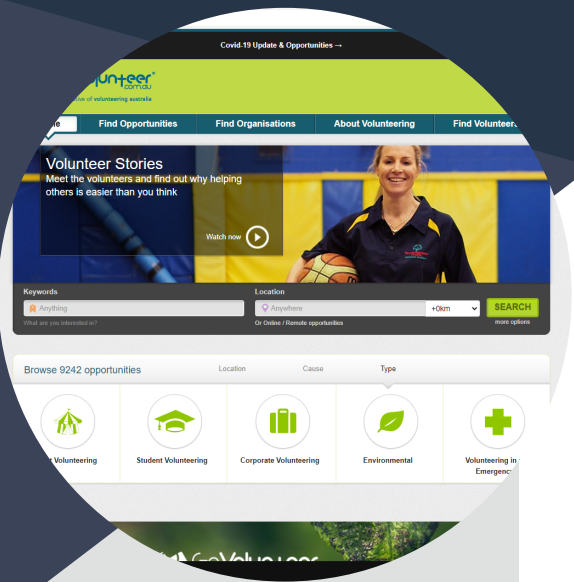 Covid-19 Update & Opportunities →
com.au
of volunteering australia
Find Opportunities
Find Organisations
About Volunteering
Find
Volunteer Stories
Meet the volunteers and find out why helping
others is easier than you think
Watch now
Keywords
Location
Anything
Anywhere
+0km
SEARCH
What are you interested in?
Or Online / Remote opportunities
more options
Browse 9242 opportunities
Location
Cause
Type
Volunteering
Student Volunteering
Corporate Volunteering
Environmental
Volunteering in